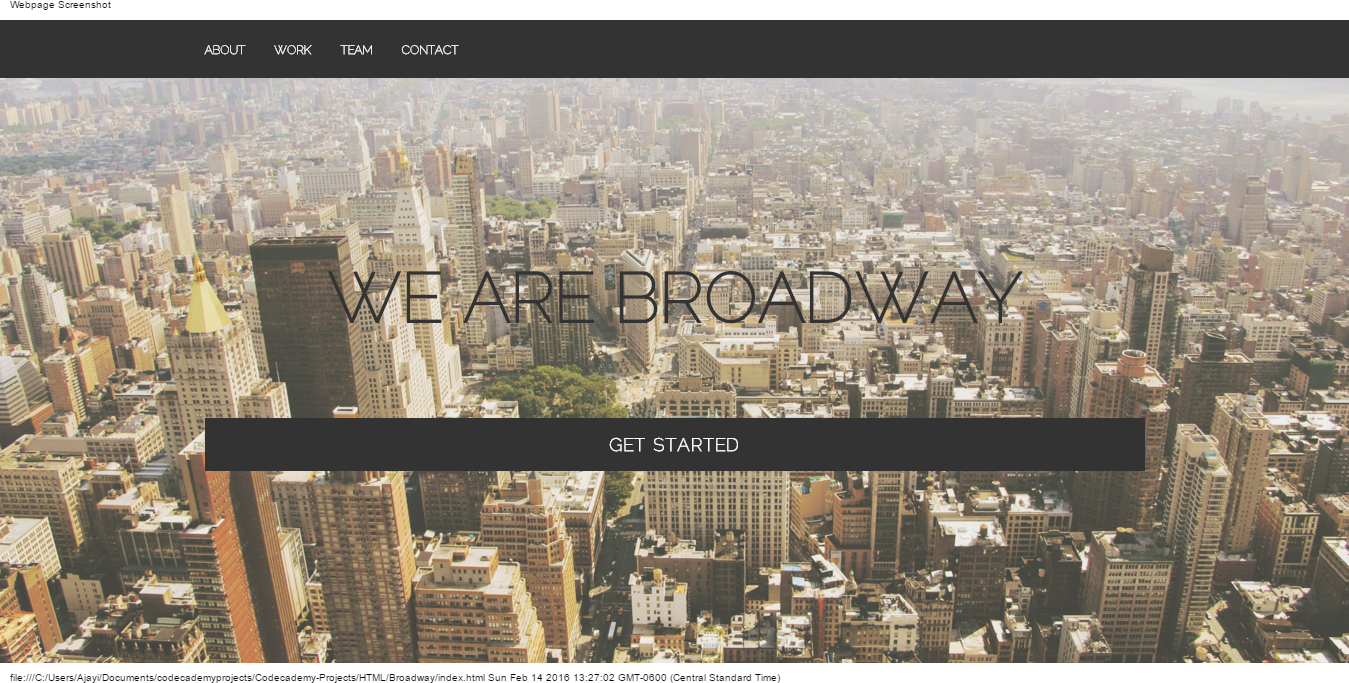 Webpage Screenshot
ABOUT WORK TEAM CONTACT
WE ARE BROADWAY
GET STARTED
file:///C:/Users/Ajayi/Documents/codecademyprojects/Codecademy-Projects/HTML/Broadway/index.html Sun Feb 14 2016 13:27:02 GMT-0600 (Central Standard Time)